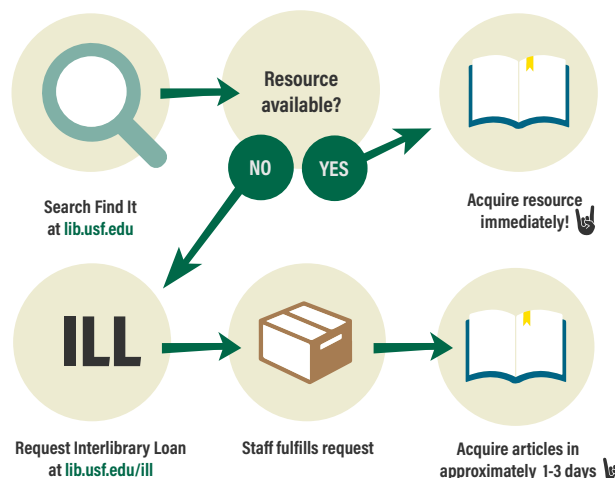 Resource
available?
NO
YES
Search Find It
at lib.usf.edu
Acquire resource
immediately!
ILL
Request Interlibrary Loan
at lib.usf.edu/ill
Staff fulfills request
Acquire articles in
approximately 1-3 days